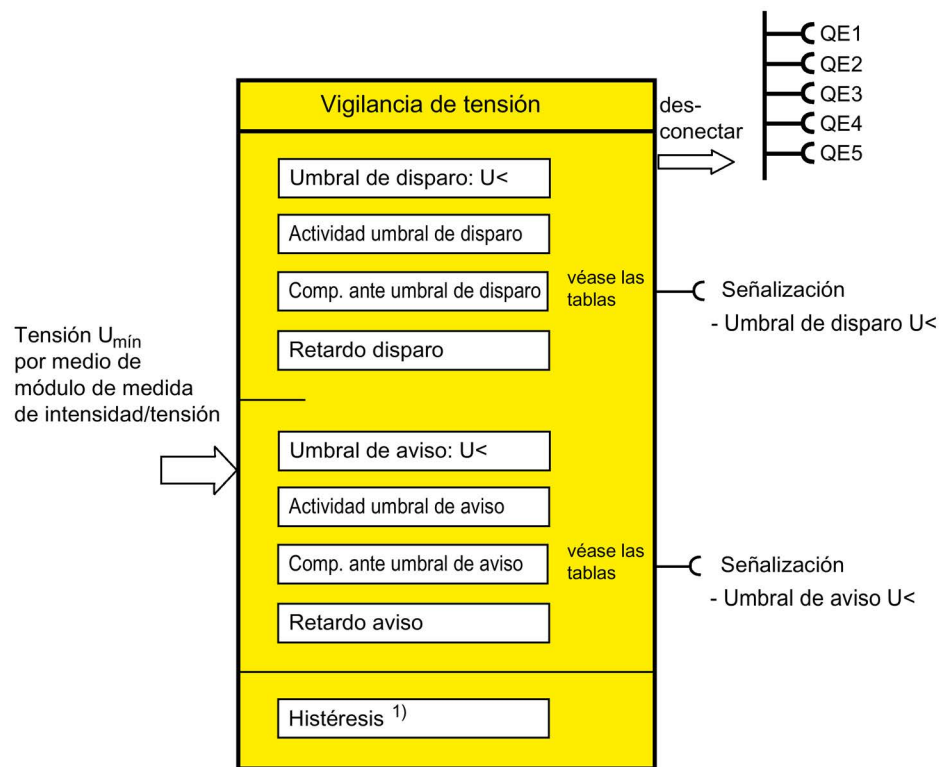 QE1
QE2
QE3
QE4
QE5
Vigilancia de tensión
des-
conectar
Umbral de disparo: U<
Actividad umbral de disparo
Comp. ante umbral de disparo
véase las
tablas
Señalización
- Umbral de disparo U<
Retardo disparo
Tensión Umín
por medio de
módulo de medida
de intensidad/tensión
Umbral de aviso: U<
Actividad umbral de aviso
Comp. ante umbral de aviso
véase las
tablas
Señalización
- Umbral de aviso U<
Retardo aviso
Histéresis 1)